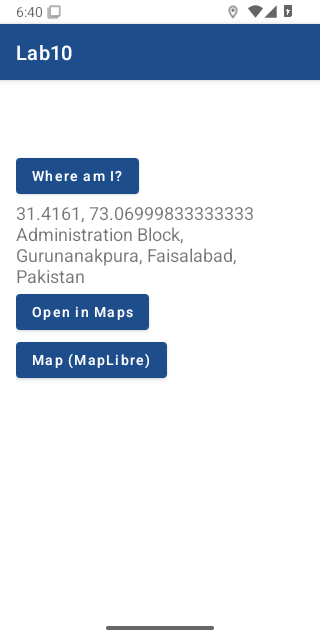 6:40
Lab10
Where am I?
31.4161, 73.06999833333333
Administration Block,
Gurunanakpura, Faisalabad,
Pakistan
Open in Maps
Map (MapLibre)